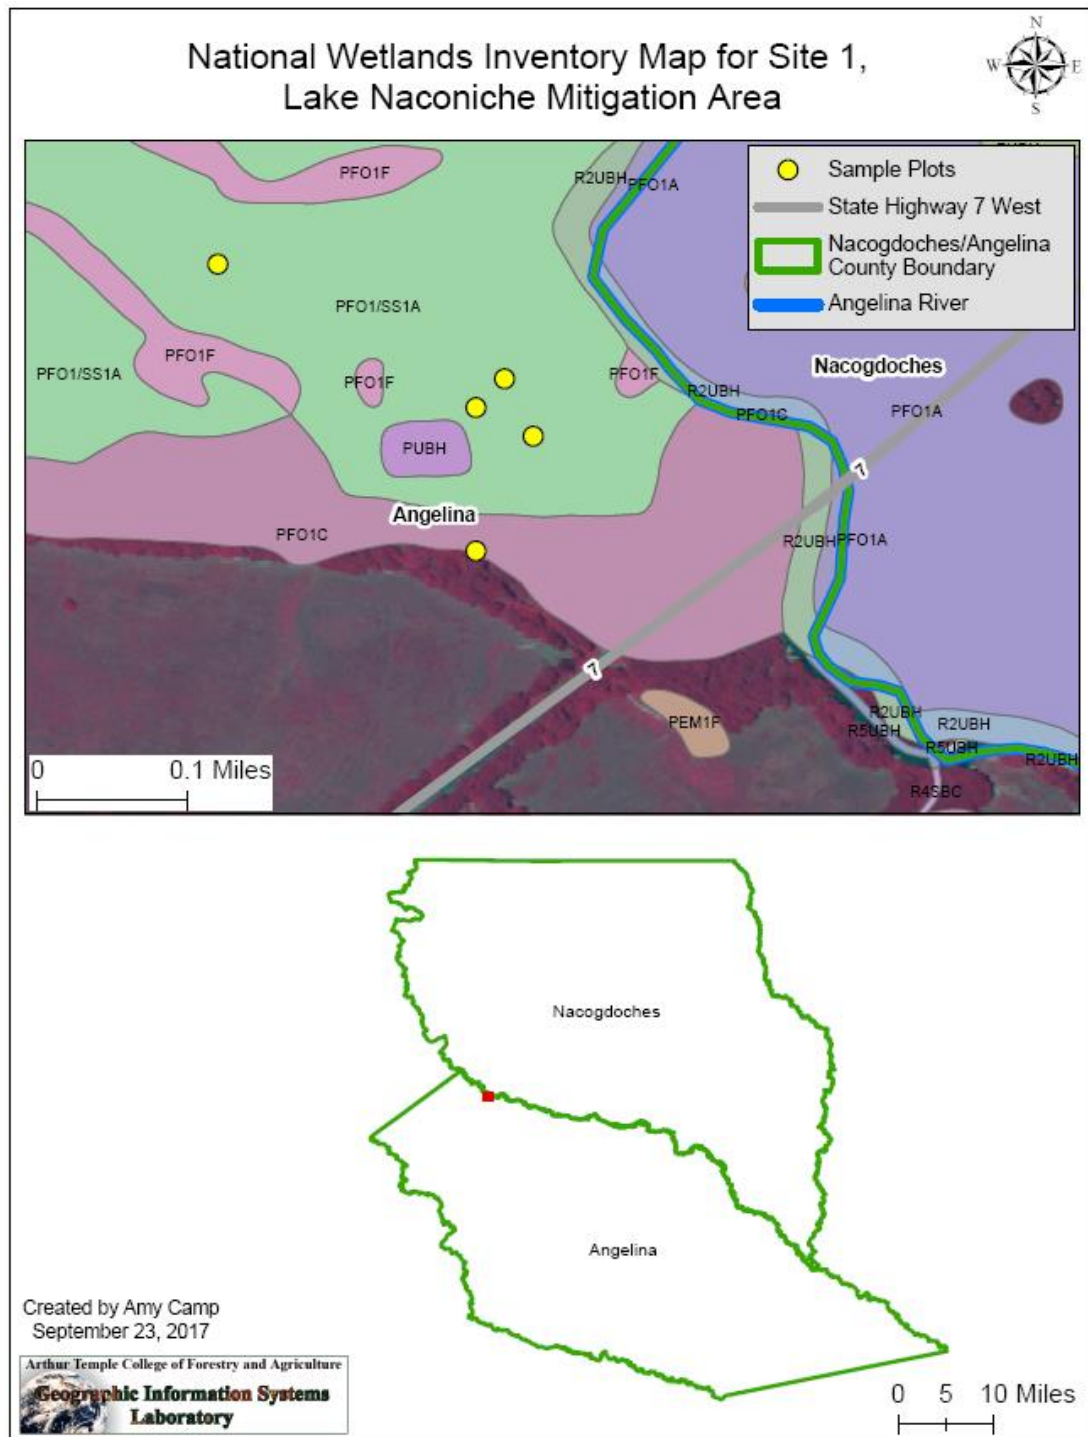 National Wetlands Inventory Map for Site 1,
Lake Naconiche Mitigation Area
N
W E
S
Sample Plots
State Highway 7 West
Nacogdoches/Angelina
County Boundary
Angelina River
PFO1F
R2UBH
PFO1A
PFO1/SS1A
PFO1F
PFO1/SS1A
PFO1F
PFO1F
R2UBH
Nacogdoches
PFO1C
PFO1A
PUBH
7
Angelina
PFO1C
R2UBH
PFO1A
7
PEM1F
R2UBH
R2UBH
R5UBH
R5UBH
R2UBH
R4SBC
0 0.1 Miles
Nacogdoches
Angelina
Created by Amy Camp
September 23, 2017
Arthur Temple College of Forestry and Agriculture
Geographic Information Systems
Laboratory
0 5 10 Miles